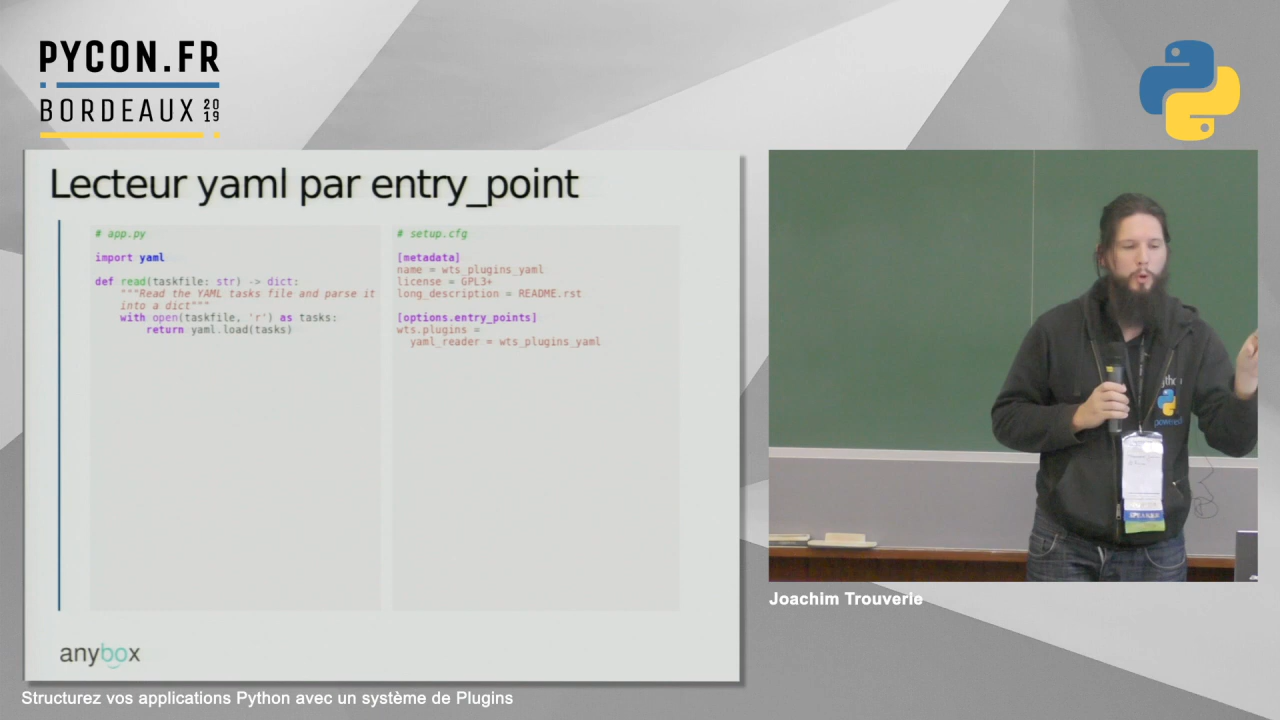 PYCON.FR
BORDEAUX 2019
Lecteur yaml par entry_point
# app.py
import yaml
def read(taskfile: str) -> dict:
"""Read the YAML tasks file and parse it
into a dict"""
with open(taskfile, 'r') as tasks:
return yaml.load(tasks)
# setup.cfg
[metadata]
name = wts_plugins_yaml
license = GPL3+
long_description = README.rst
[options.entry_points]
wts.plugins =
yaml_reader = wts_plugins_yaml
anybox
powered
SPEAKER
Joachim Trouverie
Structurez vos applications Python avec un système de Plugins